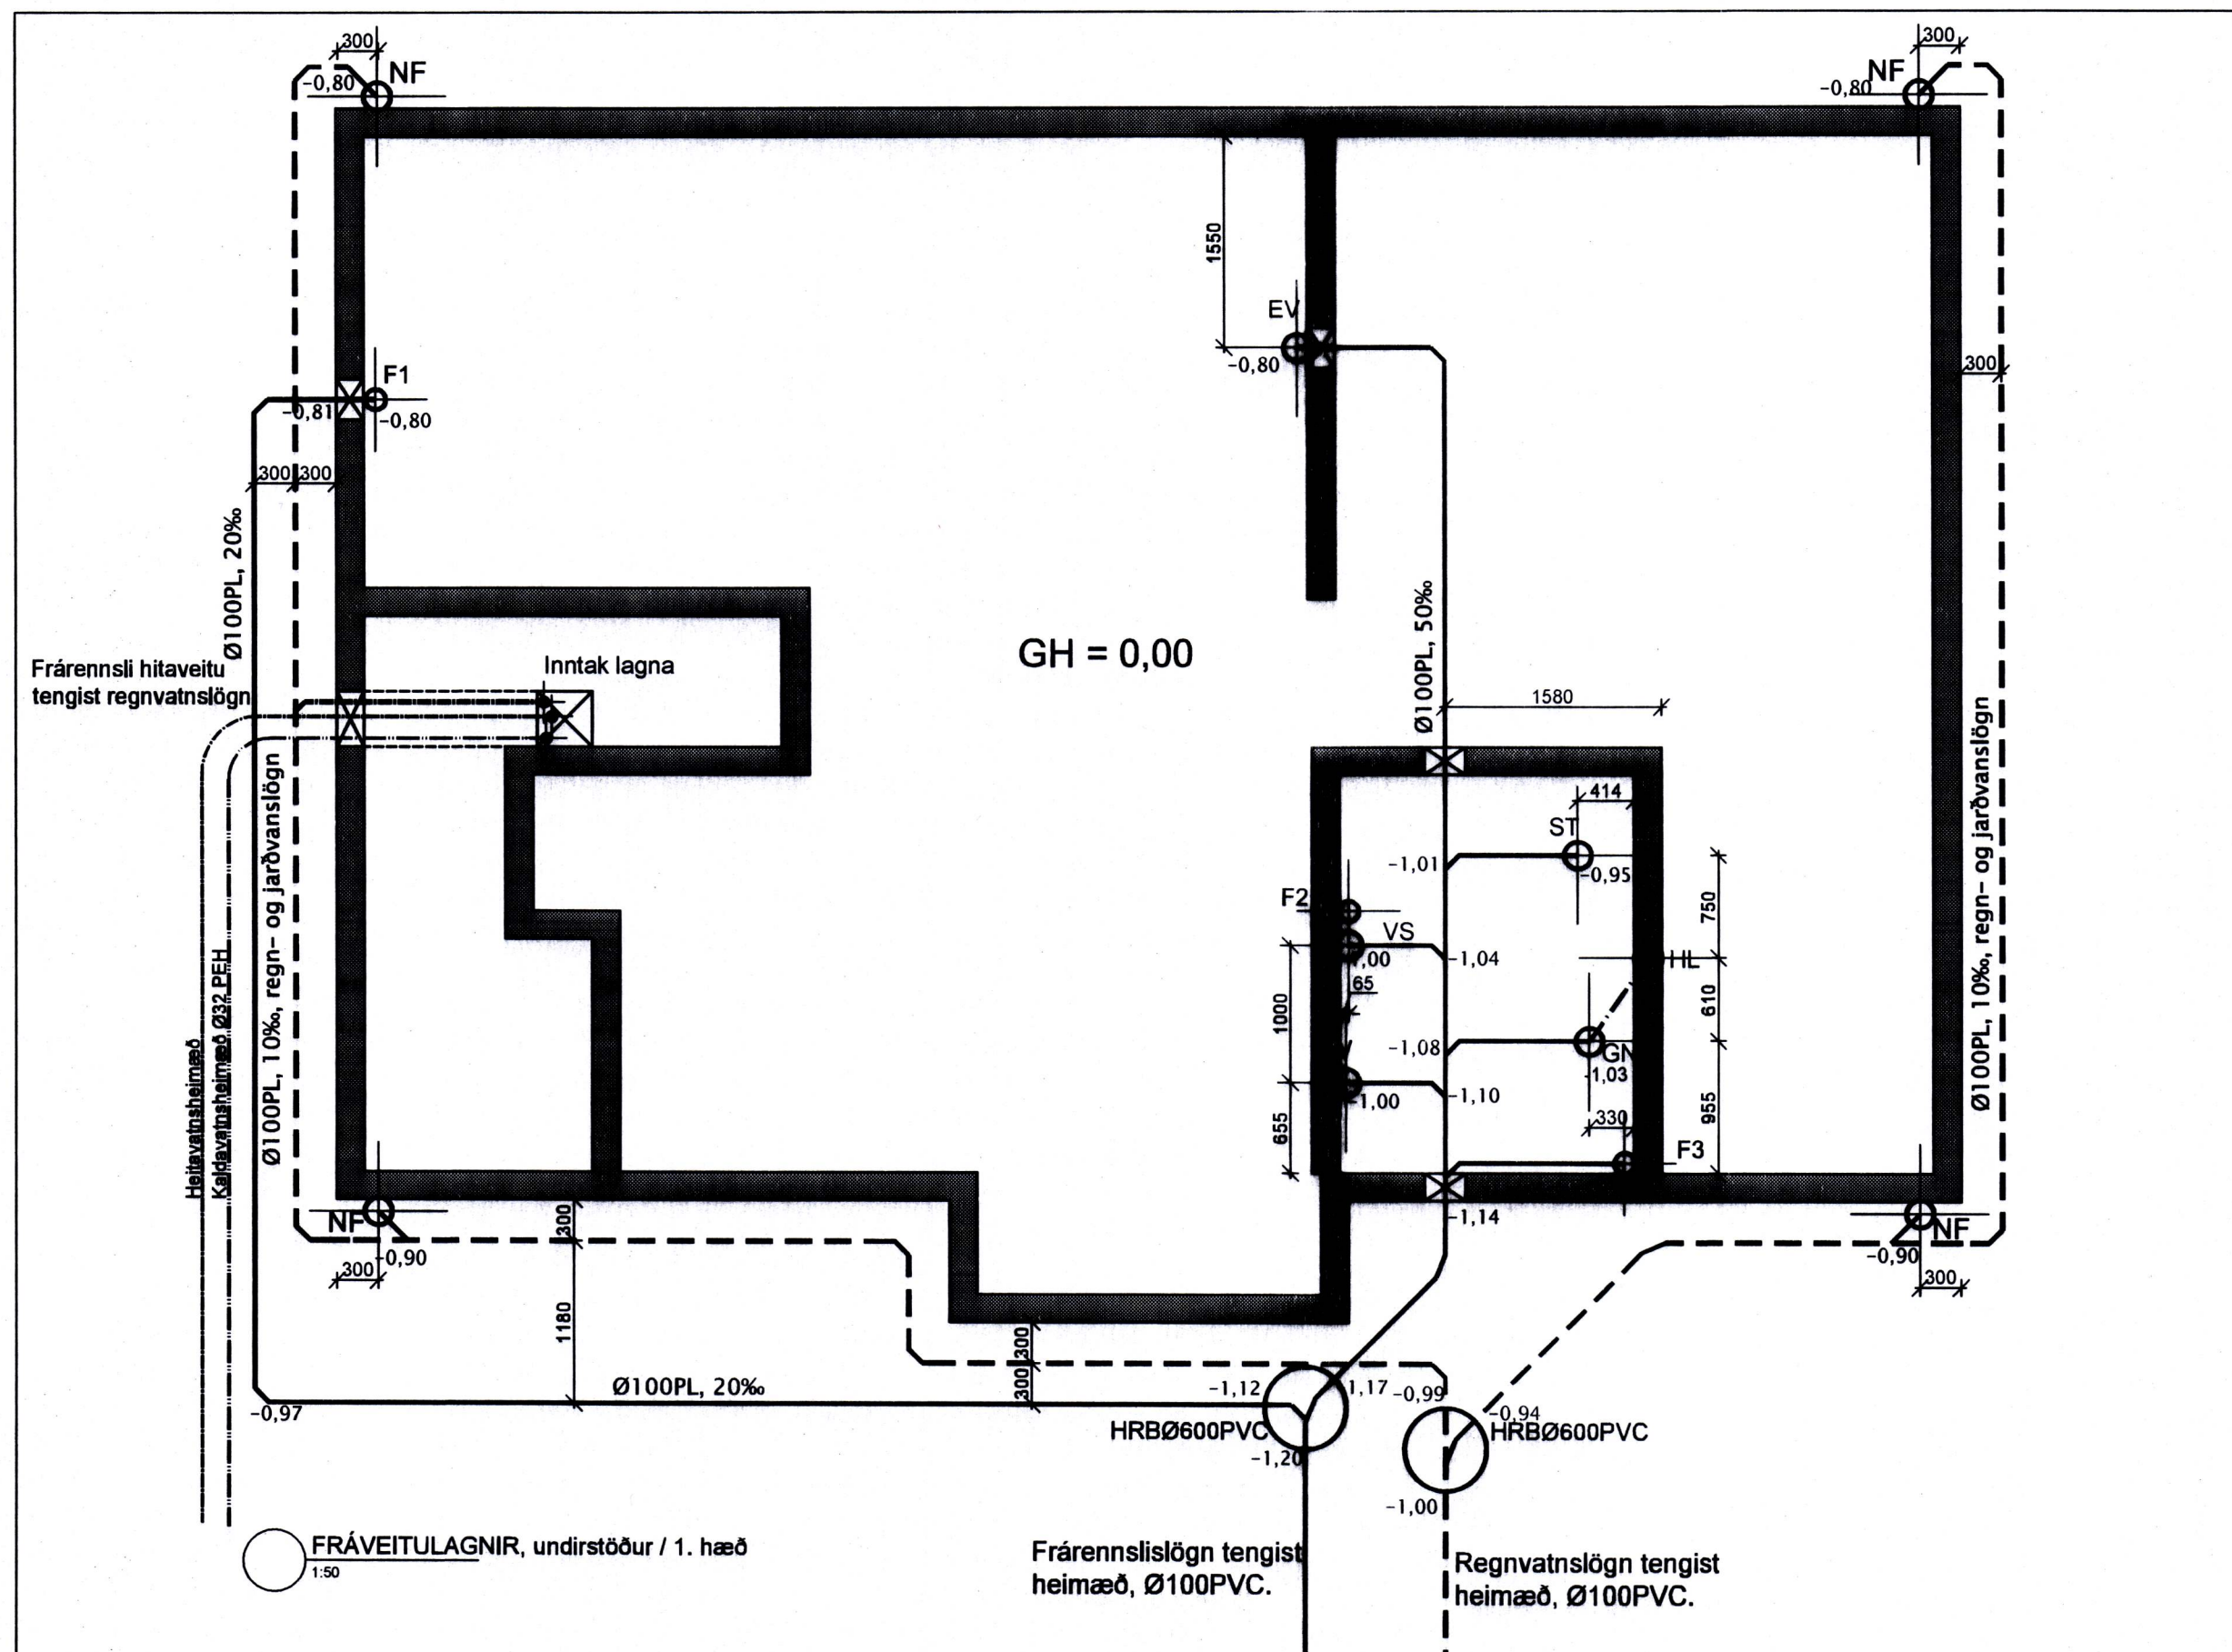 300
NF
-0,80
300
NF
-0,80
1550
EV
-0,80
300
F1
-0,81
-0,80
300
300
Ø100PL, 20‰
Ø100PL, 50‰
GH = 0,00
Frárennsli hitaveitu
tengist regnvatnslögn
Inntak lagna
1580
414
ST
-1,01
-0,95
F2
VS
1,00
-1,04
65
750
HL
610
1000
-1,08
GN
-1,03
-1,10
-1,00
330
955
655
F3
-1,14
Ø100PL, 10‰, regn- og jarðvanslögn
Ø100PL, 10‰, regn- og jarðvanslögn
Heitavatnsheimæð
Kaldavatnsheimæð Ø32 PEH
NF
-0,90
300
300
1180
NF
-0,90
300
300
300
Ø100PL, 20‰
-0,97
-1,12
1,17
-0,99
-0,94
HRBØ600PVC
HRBØ600PVC
-1,20
-1,00
FRÁVEITULAGNIR, undirstöður / 1. hæð
1:50
Frárennslislögn tengist
heimæð, Ø100PVC.
Regnvatnslögn tengist
heimæð, Ø100PVC.